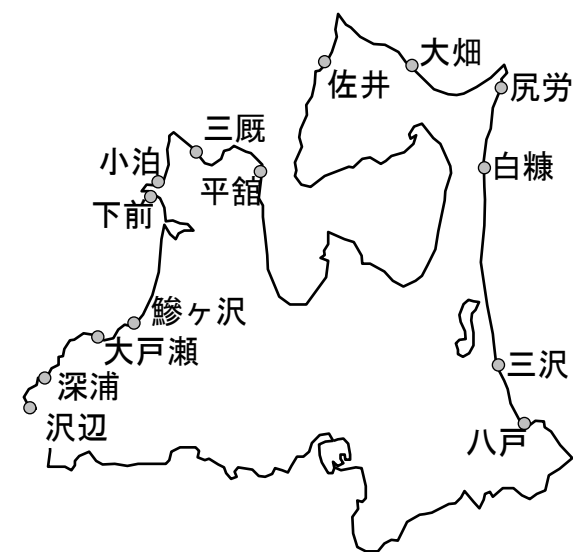 大畑
佐井
尻労
三厩
小泊
白糠
平舘
下前
鰺ヶ沢
大戸瀬
三沢
深浦
沢辺
八戸